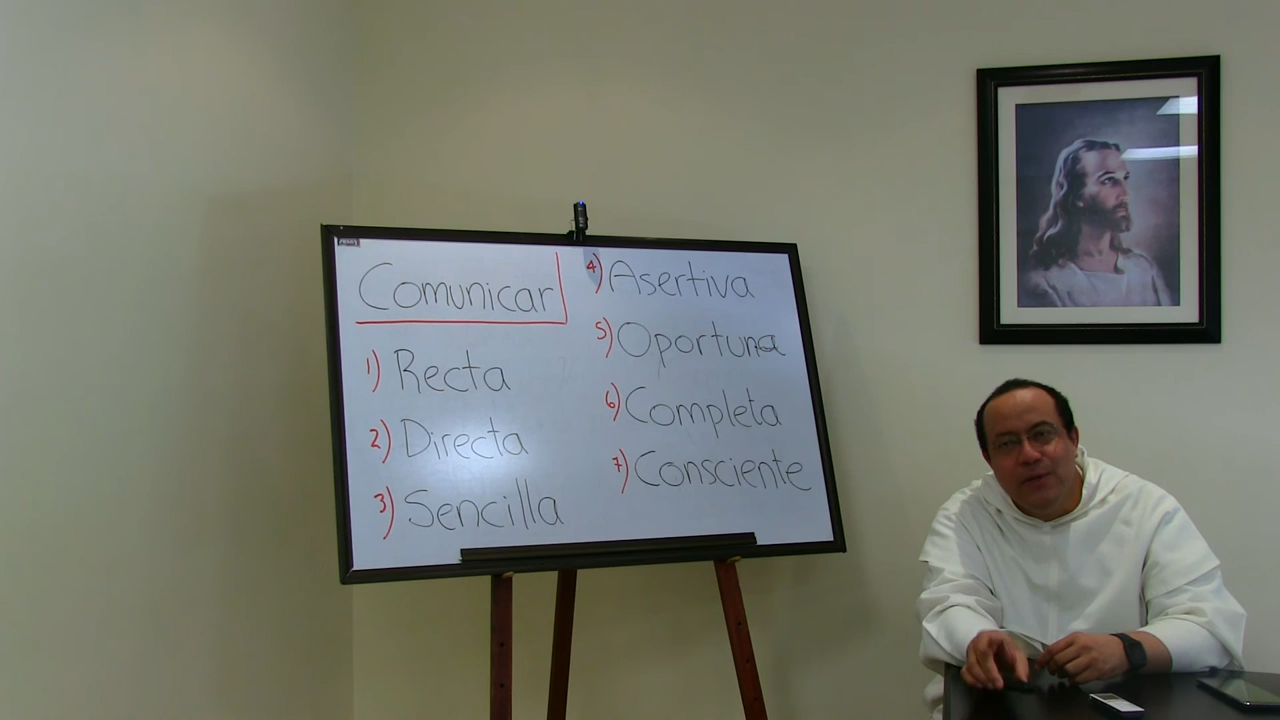 Comunicar
1) Recta
2) Directa
3) Sencilla
4) Asertiva
5) Oportuna
6) Completa
7) Consciente